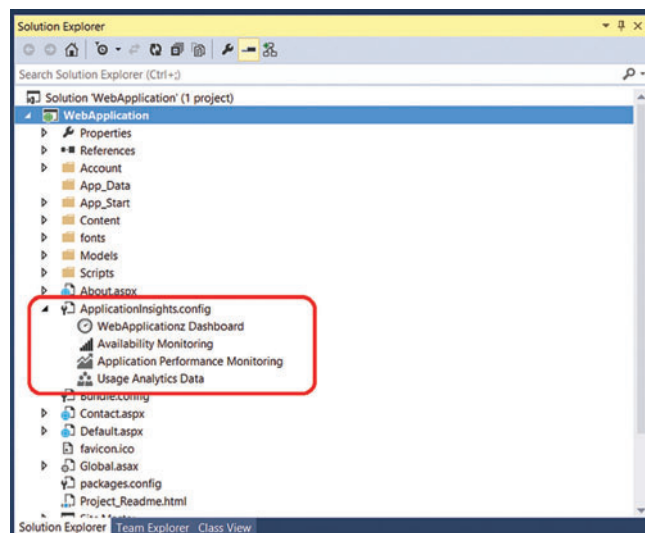 Solution Explorer
Search Solution Explorer (Ctrl+;)
Solution 'WebApplication' (1 project)
WebApplication
Properties
References
Account
App_Data
App_Start
Content
fonts
Models
Scripts
About.aspx
ApplicationInsights.config
WebApplicationz Dashboard
Availability Monitoring
Application Performance Monitoring
Usage Analytics Data
Bundle.config
Contact.aspx
Default.aspx
favicon.ico
Global.asax
packages.config
Project_Readme.html
Site.Master
Solution Explorer Team Explorer Class View